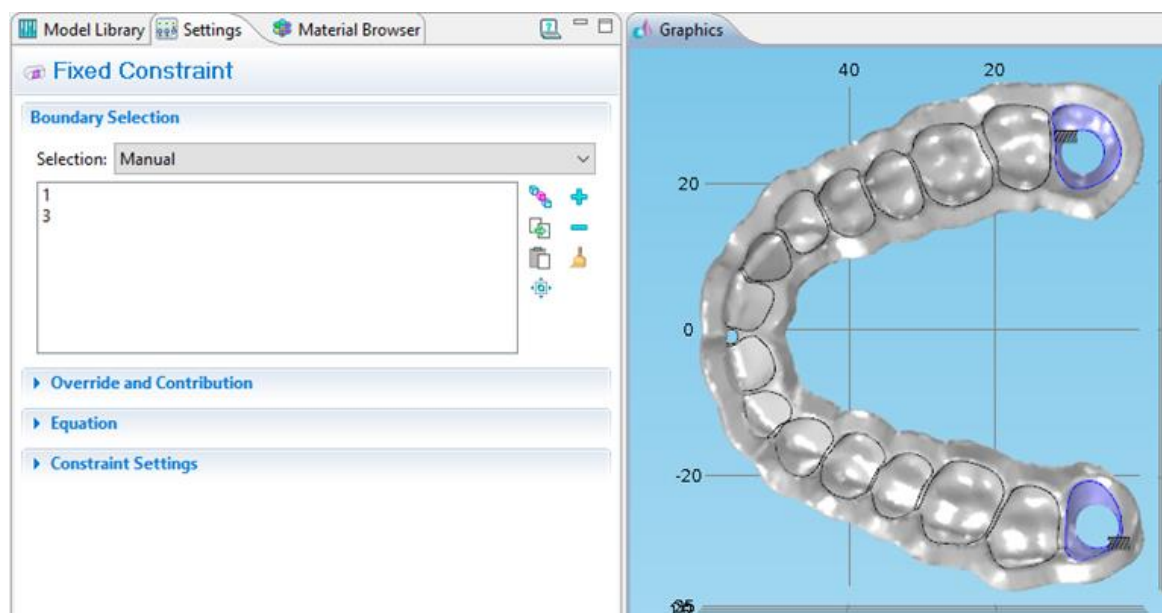 Model Library Settings Material Browser
Fixed Constraint
Boundary Selection
Selection: Manual
1
3
Override and Contribution
Equation
Constraint Settings
Graphics
40 20
20
0
-20